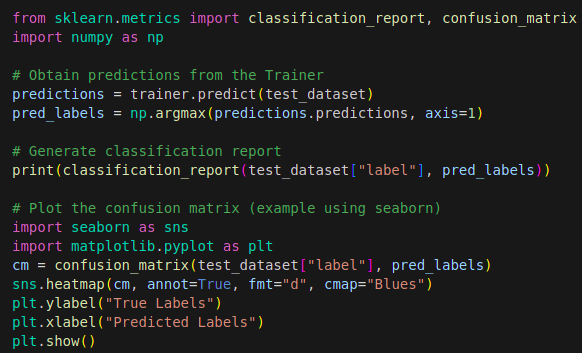 from sklearn.metrics import classification_report, confusion_matrix
import numpy as np

# Obtain predictions from the Trainer
predictions = trainer.predict(test_dataset)
pred_labels = np.argmax(predictions.predictions, axis=1)

# Generate classification report
print(classification_report(test_dataset["label"], pred_labels))

# Plot the confusion matrix (example using seaborn)
import seaborn as sns
import matplotlib.pyplot as plt
cm = confusion_matrix(test_dataset["label"], pred_labels)
sns.heatmap(cm, annot=True, fmt="d", cmap="Blues")
plt.ylabel("True Labels")
plt.xlabel("Predicted Labels")
plt.show()